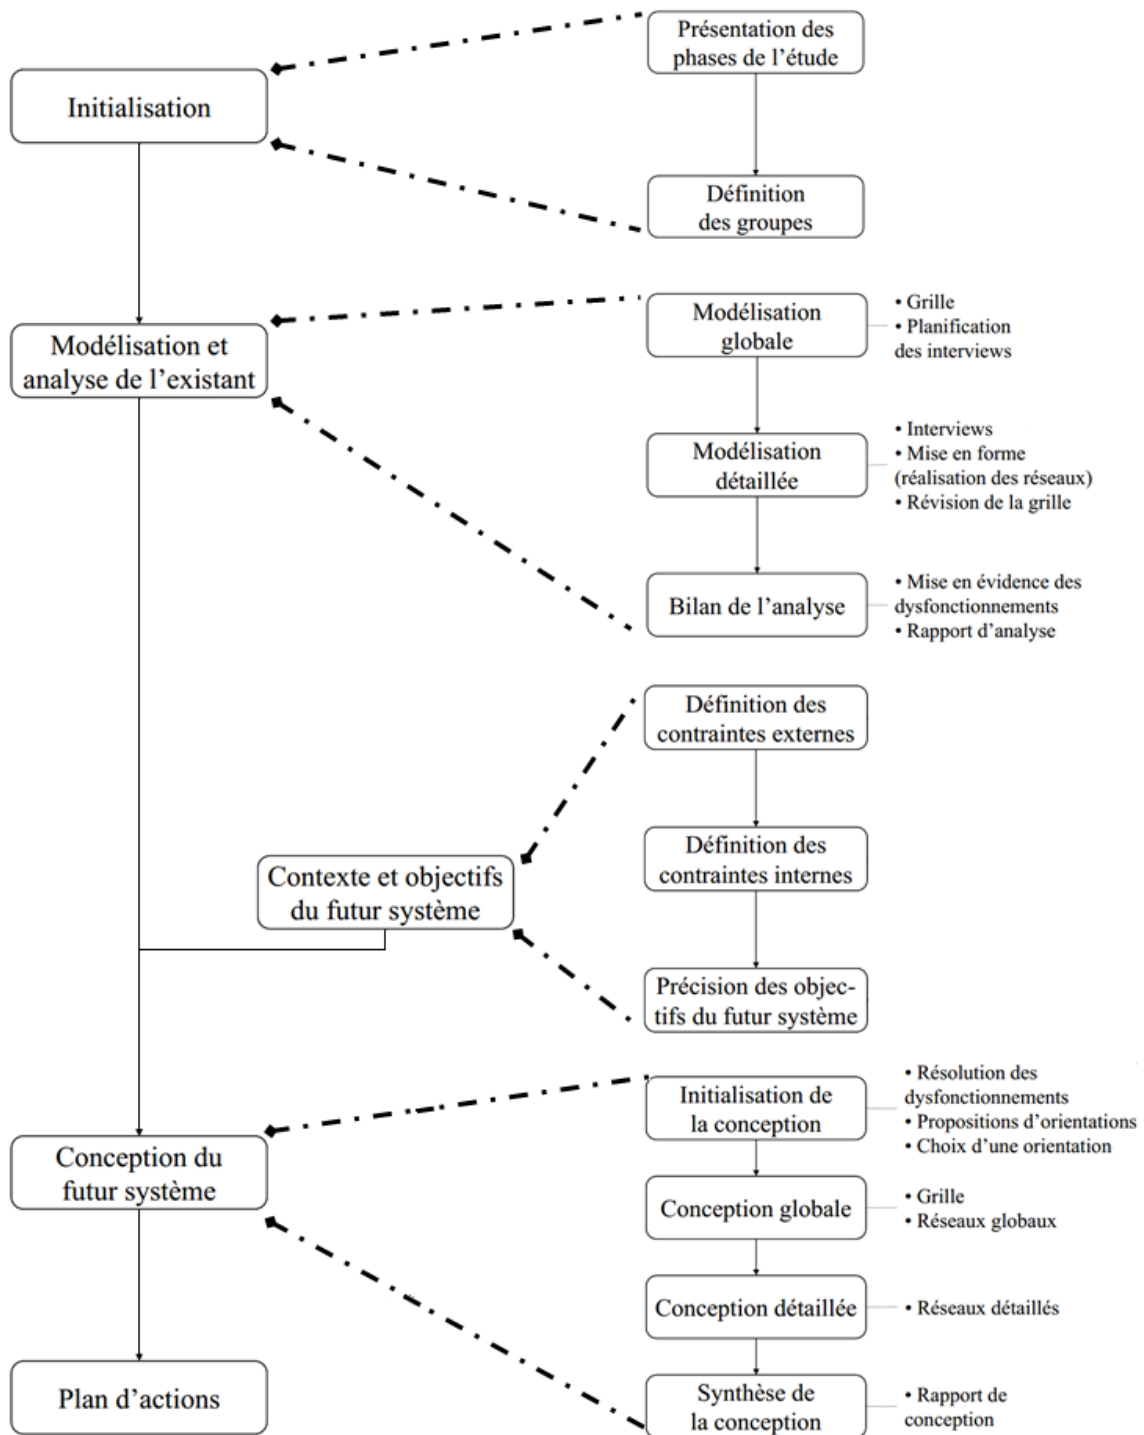 Présentation des
phases de l’étude
Initialisation
Définition
des groupes
Modélisation et
analyse de l’existant
Modélisation
globale
• Grille
• Planification
des interviews
Modélisation
détaillée
• Interviews
• Mise en forme
(réalisation des réseaux)
• Révision de la grille
Bilan de l’analyse
• Mise en évidence des
dysfonctionnements
• Rapport d’analyse
Définition des
contraintes externes
Contexte et objectifs
du futur système
Définition des
contraintes internes
Précision des objec-
tifs du futur système
Conception du
futur système
Initialisation de
la conception
• Résolution des
dysfonctionnements
• Propositions d’orientations
• Choix d’une orientation
Conception globale
• Grille
• Réseaux globaux
Conception détaillée
• Réseaux détaillés
Plan d’actions
Synthèse de
la conception
• Rapport de
conception